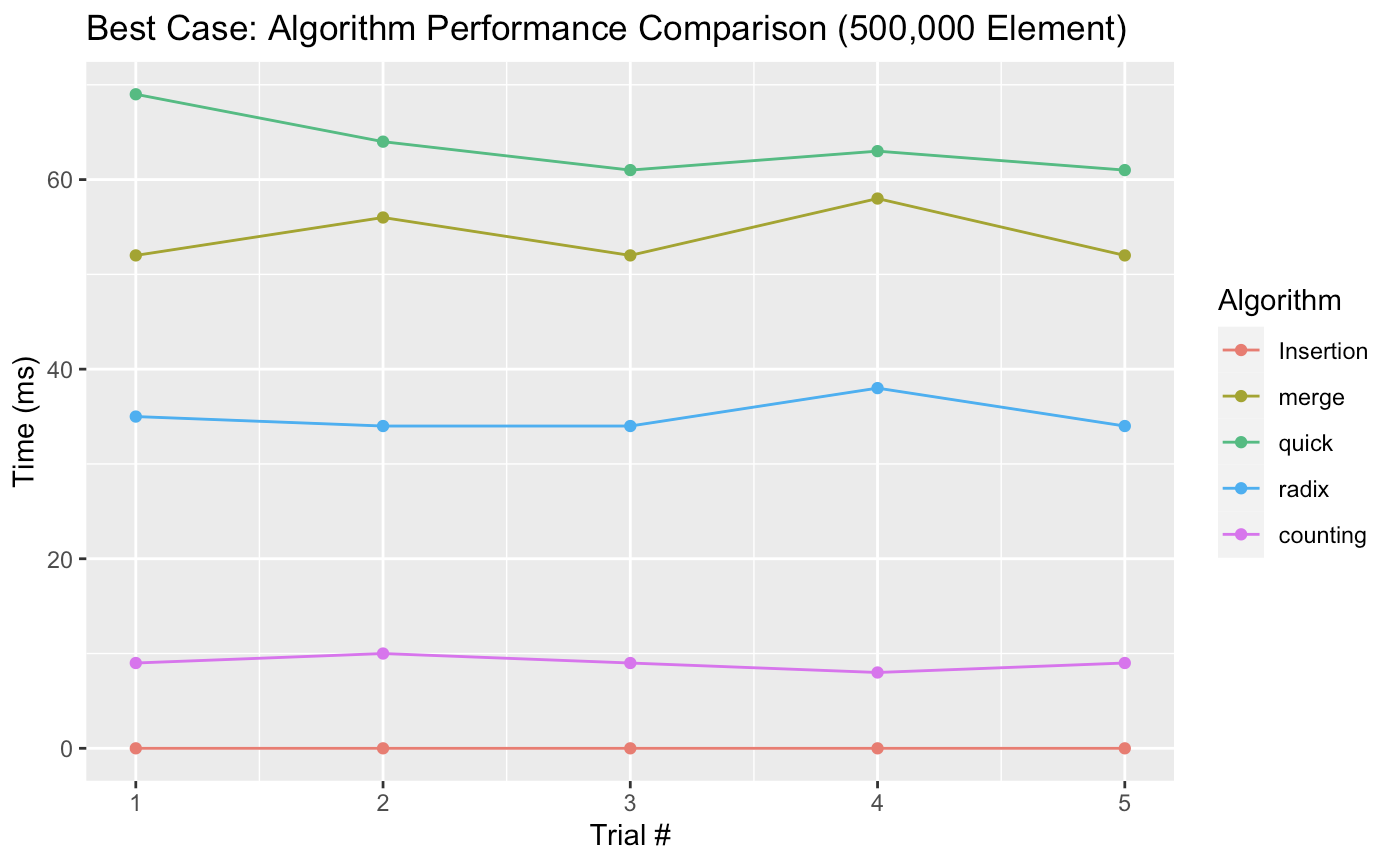 Best Case: Algorithm Performance Comparison (500,000 Element)
Time (ms)
60
40
20
0
1 2 3 4 5
Trial #
Algorithm
Insertion
merge
quick
radix
counting